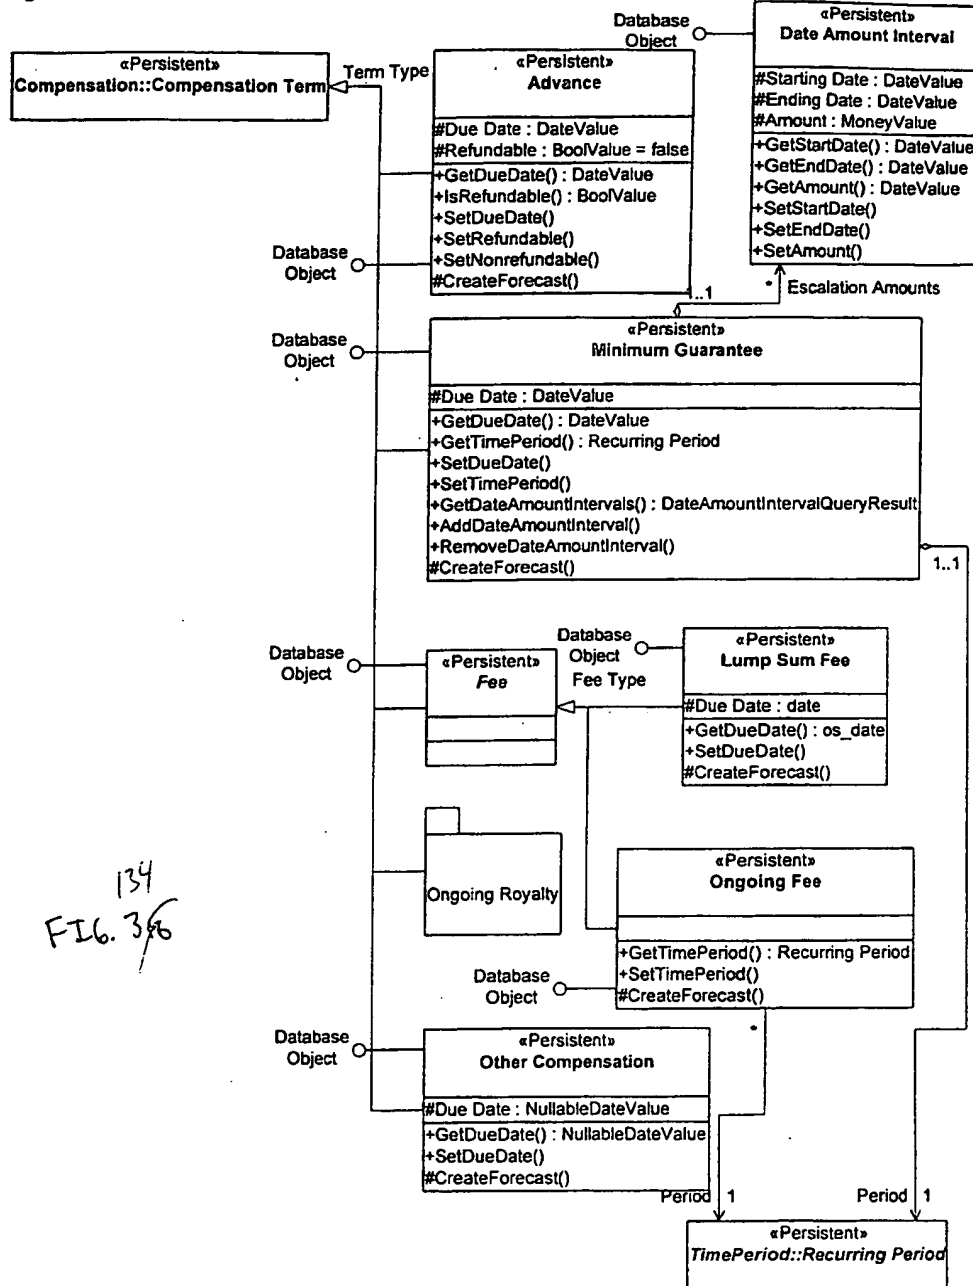 «Persistent»
Compensation::Compensation Term
Term Type
«Persistent»
Advance
#Due Date : DateValue
#Refundable : BoolValue = false
+GetDueDate() : DateValue
+IsRefundable() : BoolValue
+SetDueDate()
+SetRefundable()
+SetNonrefundable()
#CreateForecast()
Database
Object
Database
Object
«Persistent»
Date Amount Interval
#Starting Date : DateValue
#Ending Date : DateValue
#Amount : MoneyValue
+GetStartDate() : DateValue
+GetEndDate() : DateValue
+GetAmount() : DateValue
+SetStartDate()
+SetEndDate()
+SetAmount()
1..1
* Escalation Amounts
Database
Object
«Persistent»
Minimum Guarantee
#Due Date : DateValue
+GetDueDate() : DateValue
+GetTimePeriod() : Recurring Period
+SetDueDate()
+SetTimePeriod()
+GetDateAmountIntervals() : DateAmountIntervalQueryResult
+AddDateAmountInterval()
+RemoveDateAmountInterval()
#CreateForecast()
1..1
Database
Object
«Persistent»
Fee
Database
Object
Fee Type
«Persistent»
Lump Sum Fee
#Due Date : date
+GetDueDate() : os_date
+SetDueDate()
#CreateForecast()
Ongoing Royalty
«Persistent»
Ongoing Fee
+GetTimePeriod() : Recurring Period
+SetTimePeriod()
#CreateForecast()
Database
Object
*
134
FIG. 3
Database
Object
«Persistent»
Other Compensation
#Due Date : NullableDateValue
+GetDueDate() : NullableDateValue
+SetDueDate()
#CreateForecast()
Period 1
Period 1
«Persistent»
TimePeriod::Recurring Period